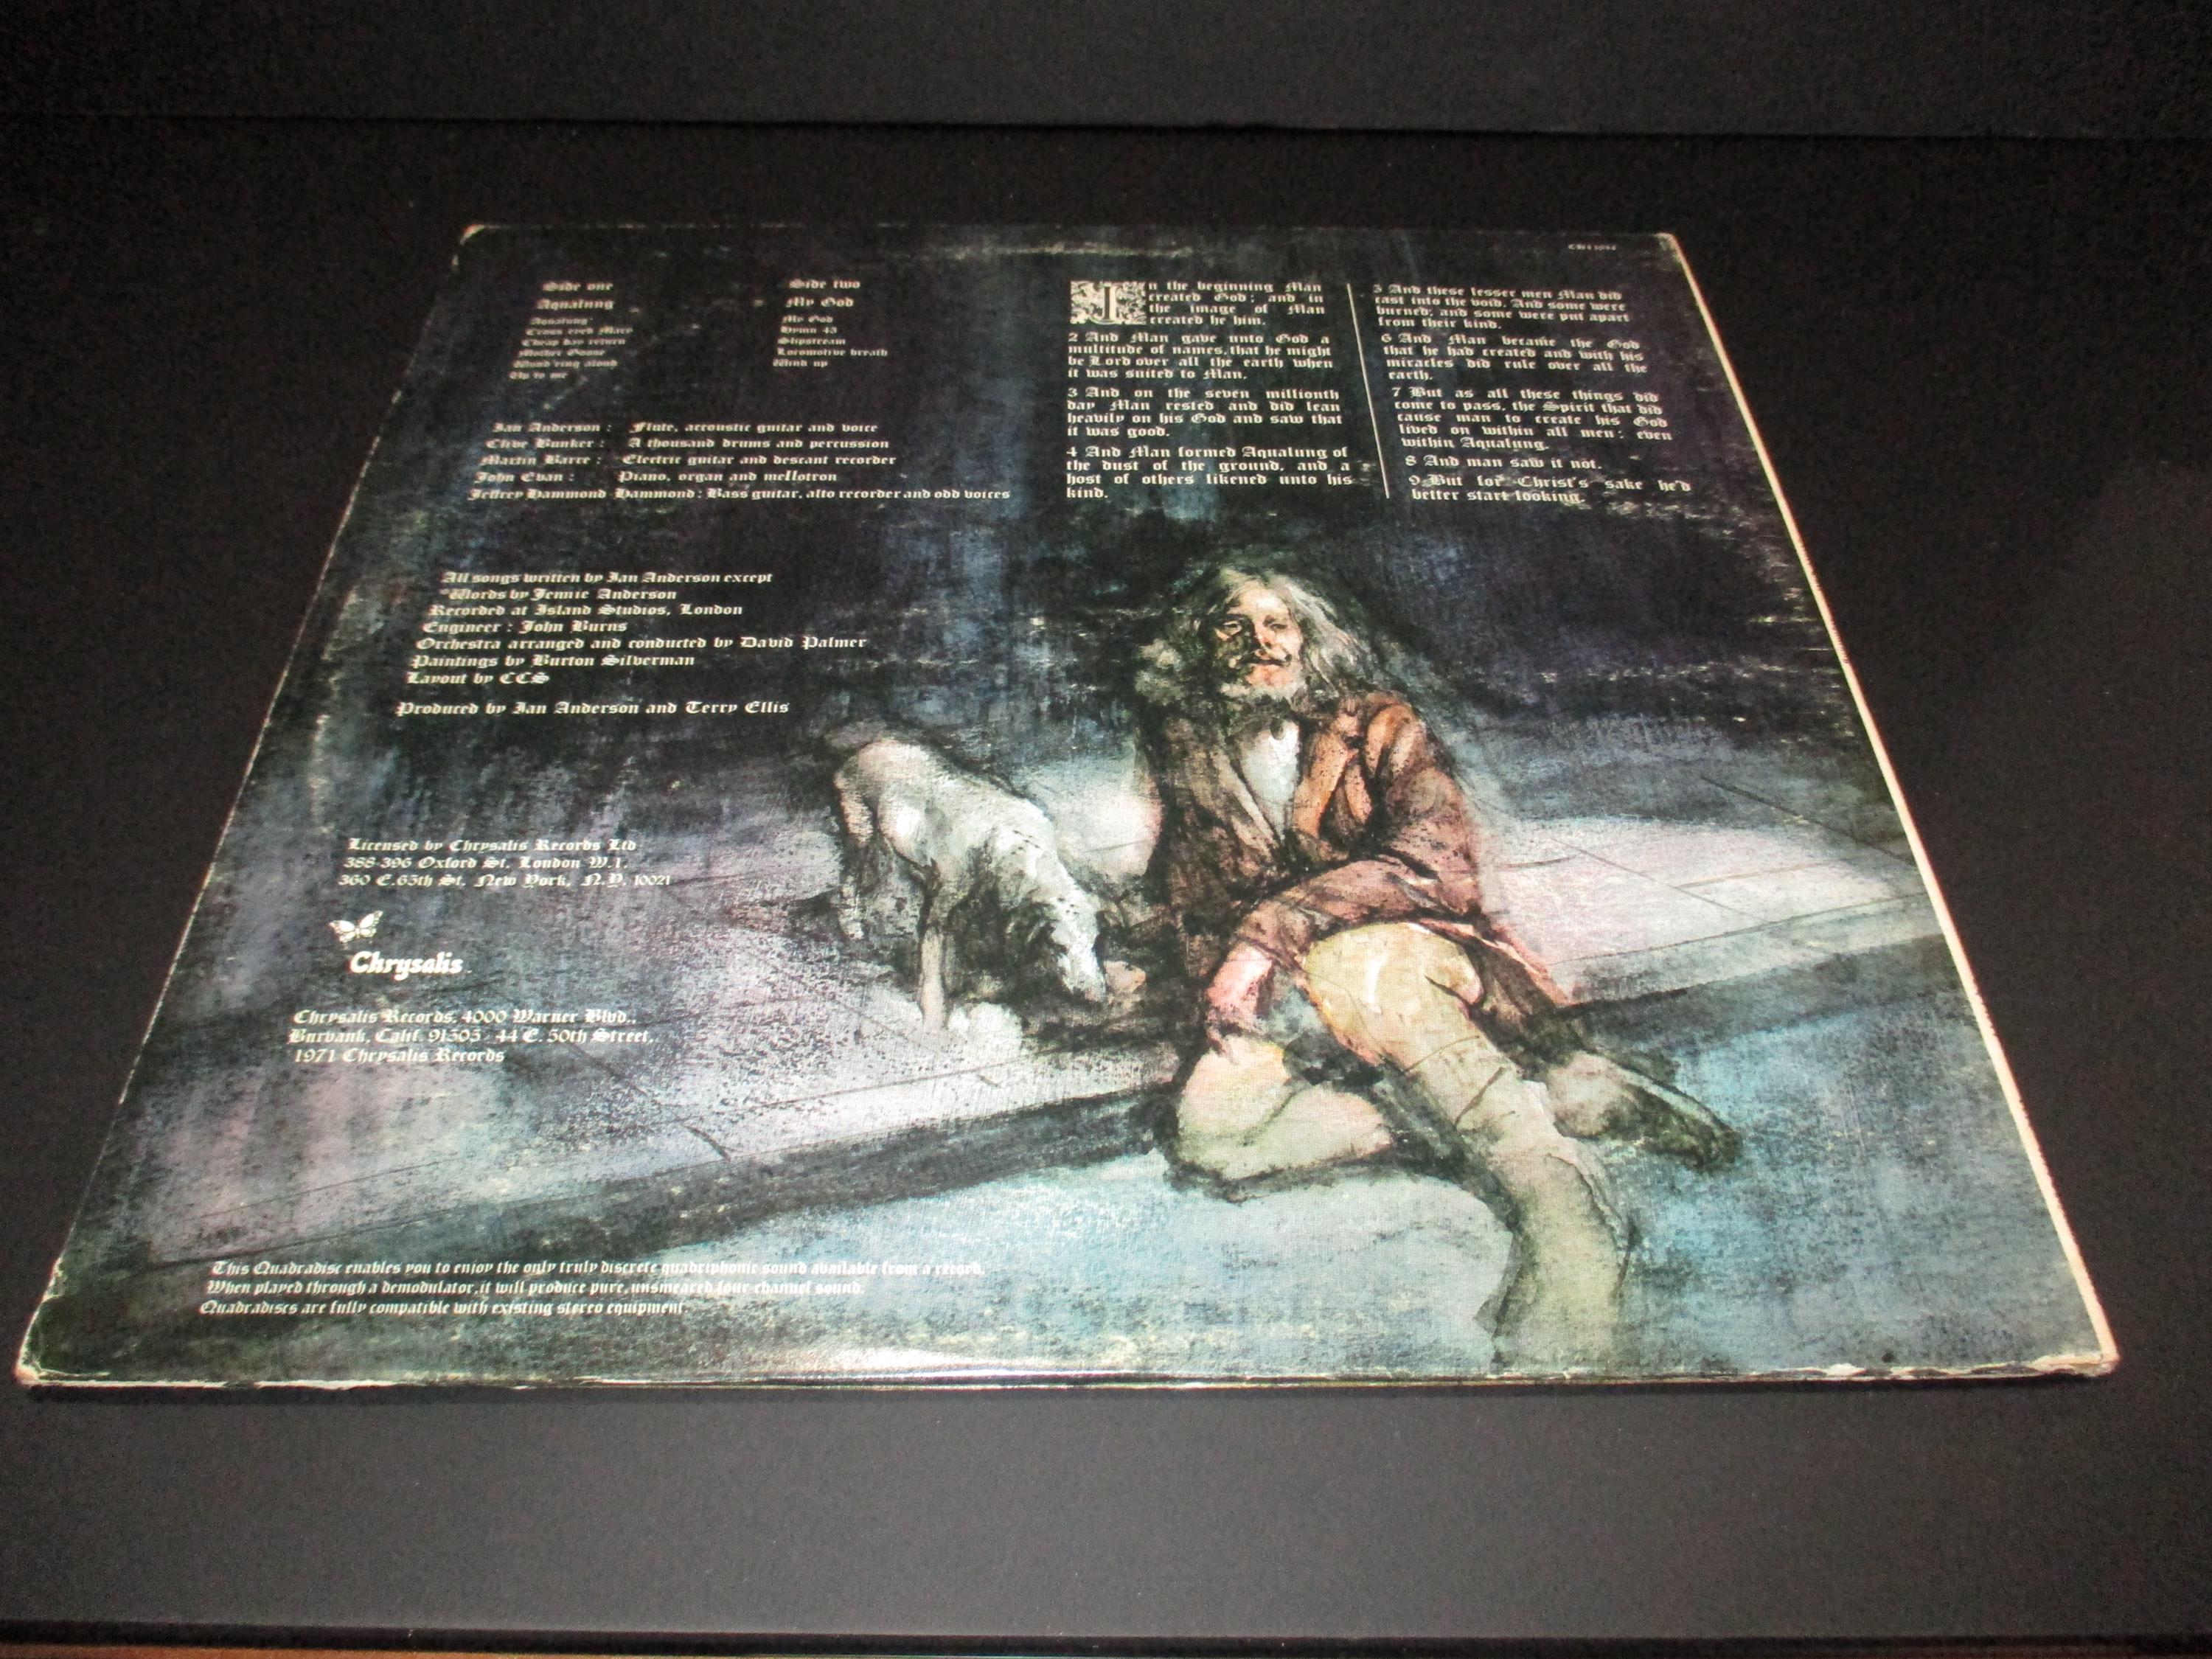 Side one
Aqualung
Aqualung
Cross eyed Mary
Cheap day return
Mother Goose
Wond'ring aloud
Up to me
Side two
My God
My God
Hymn 43
Slipstream
Locomotive breath
Wind up
Ian Anderson : Flute, accoustic guitar and voice
Clive Bunker : A thousand drums and percussion
Martin Barre : Electric guitar and descant recorder
John Evan : Piano, organ and mellotron
Jeffrey Hammond Hammond : Bass guitar, alto recorder and odd voices
All songs written by Ian Anderson except
*Words by Jennie Anderson
Recorded at Island Studios, London
Engineer : John Burns
Orchestra arranged and conducted by David Palmer
Paintings by Burton Silverman
Layout by CCS
Produced by Ian Anderson and Terry Ellis
Licensed by Chrysalis Records Ltd
388-396 Oxford St, London W.1.
360 E.65th St, New York, N.Y. 10021
Chrysalis
Chrysalis Records, 4000 Warner Blvd.,
Burbank, Calif. 91505 · 44 E. 50th Street,
1971 Chrysalis Records
This Quadradisc enables you to enjoy the only truly discrete quadriphonic sound available from a record.
When played through a demodulator, it will produce pure, unsmeared four-channel sound.
Quadradiscs are fully compatible with existing stereo equipment.
In the beginning Man
created God; and in
the image of Man
created he him.
2 And Man gave unto God a
multitude of names, that he might
be Lord over all the earth when
it was suited to Man.
3 And on the seven millionth
day Man rested and did lean
heavily on his God and saw that
it was good.
4 And Man formed Aqualung of
the dust of the ground, and a
host of others likened unto his
kind.
5 And these lesser men Man did
cast into the void. And some were
burned; and some were put apart
from their kind.
6 And Man became the God
that he had created and with his
miracles did rule over all the
earth.
7 But as all these things did
come to pass, the Spirit that did
cause man to create his God
lived on within all men: even
within Aqualung.
8 And man saw it not.
9 But for Christ's sake he'd
better start looking.